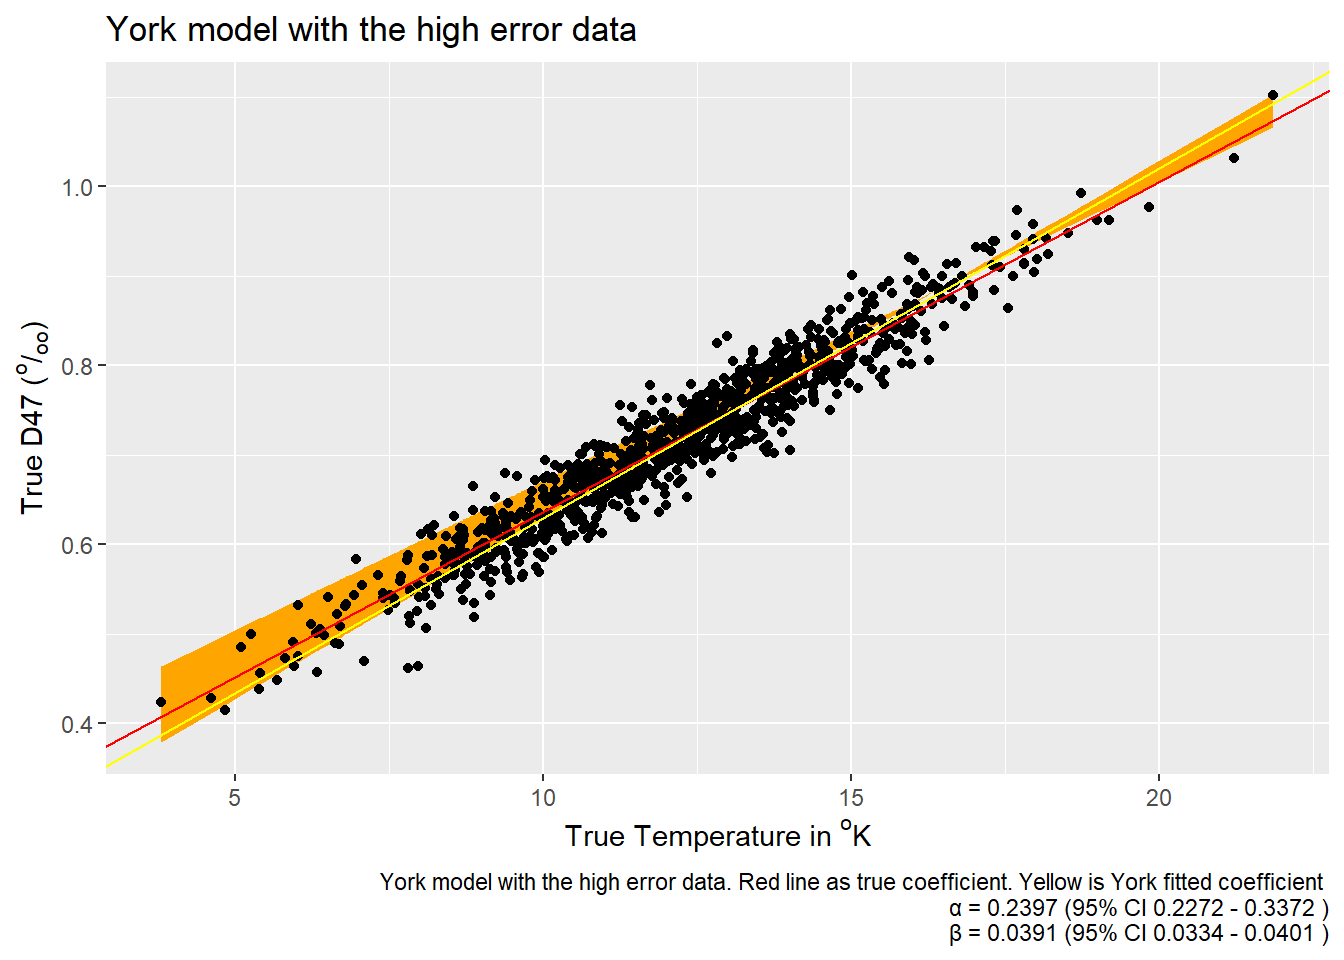 York model with the high error data
True D47 (º/ₒₒ)
1.0
0.8
0.6
0.4
5 10 15 20
True Temperature in ºK
York model with the high error data. Red line as true coefficient. Yellow is York fitted coefficient
α = 0.2397 (95% CI 0.2272 - 0.3372 )
β = 0.0391 (95% CI 0.0334 - 0.0401 )